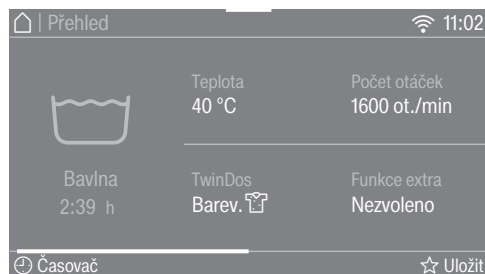 | Přehled 11:02
Teplota
40 °C
Počet otáček
1600 ot./min
Bavlna
2:39 h
TwinDos
Barev.
Funkce extra
Nezvoleno
Časovač
Uložit